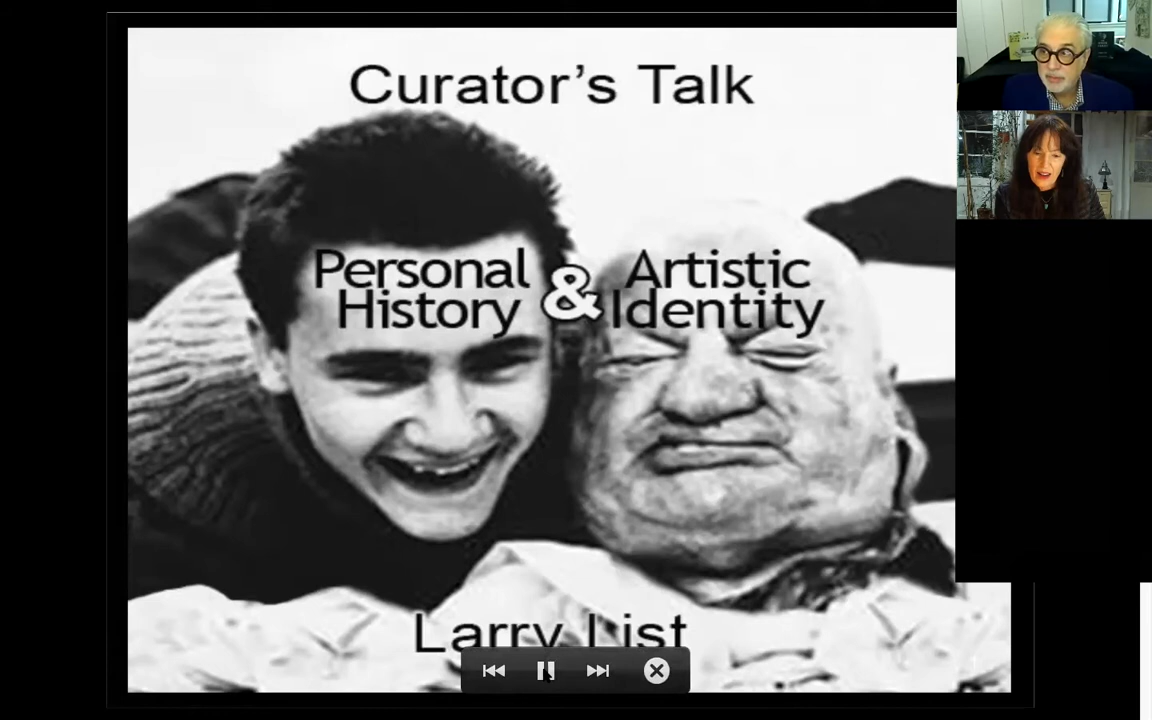 Curator's Talk
Personal
History
&
Artistic
Identity
Larry List